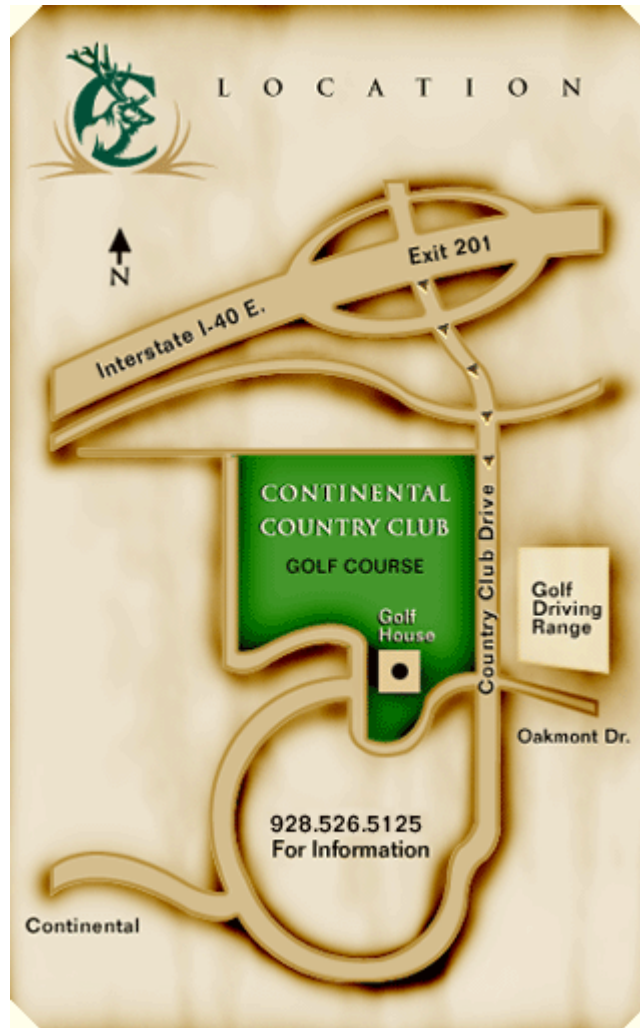 L O C A T I O N
Exit 201
N
Interstate I-40 E.
CONTINENTAL
COUNTRY CLUB
GOLF COURSE
Country Club Drive
Golf
Driving
Range
Golf
House
Oakmont Dr.
928.526.5125
For Information
Continental